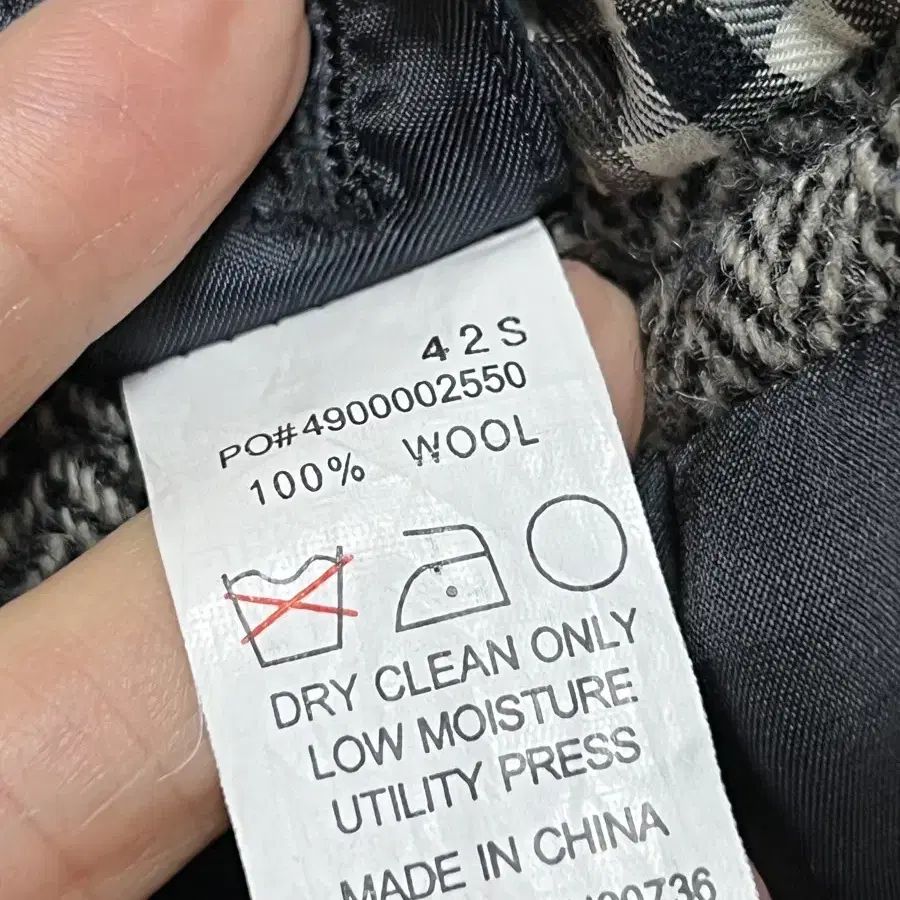 42S
PO#4900002550
100% WOOL
DRY CLEAN ONLY
LOW MOISTURE
UTILITY PRESS
MADE IN CHINA